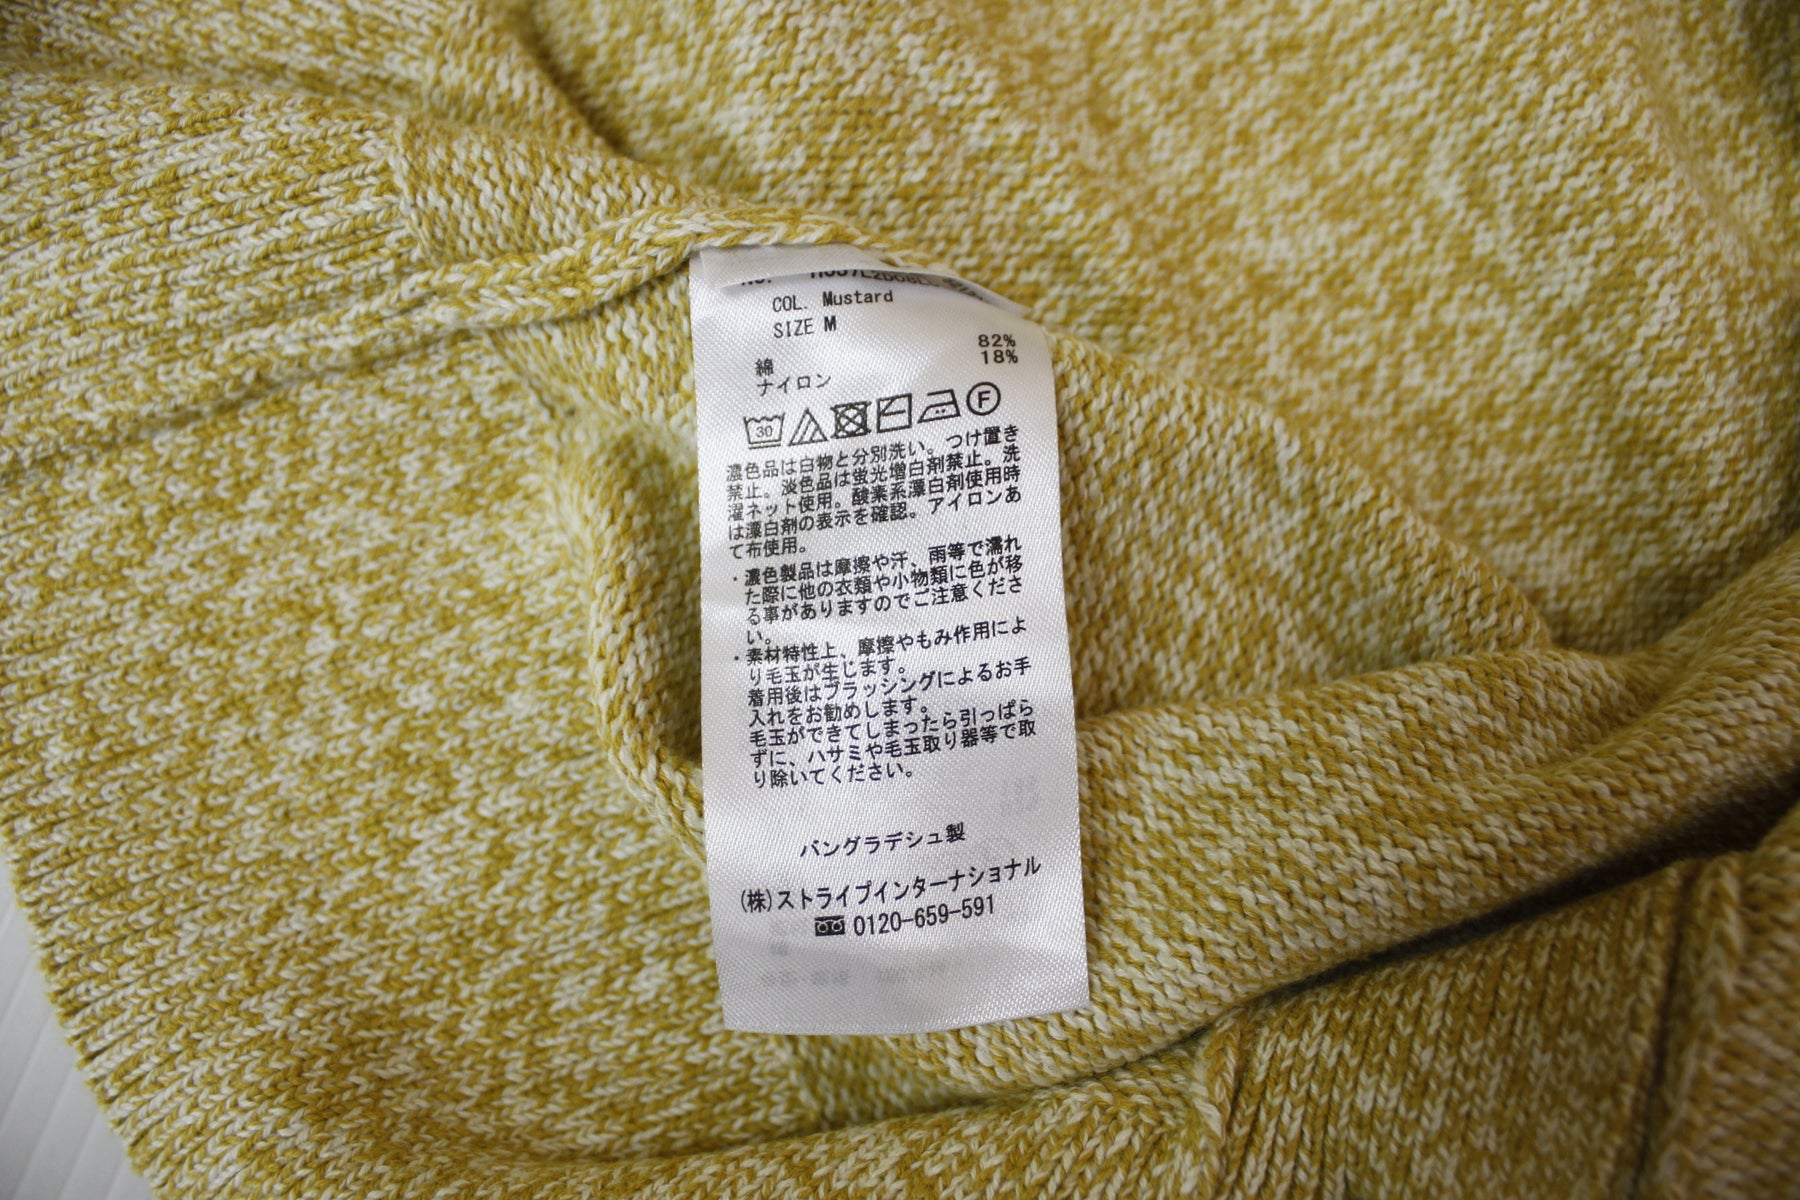 COL. Mustard
SIZE M
綿 82%
ナイロン 18%
30
F
濃色品は白物と分別洗い。つけ置き
禁止。淡色品は蛍光増白剤禁止。洗
濯ネット使用。酸素系漂白剤使用時
は漂白剤の表示を確認。アイロンあ
て布使用。
・濃色製品は摩擦や汗、雨等で濡れ
た際に他の衣類や小物類に色が移
る事がありますのでご注意くださ
い。
・素材特性上、摩擦やもみ作用によ
り毛玉が生じます。
着用後はブラッシングによるお手
入れをお勧めします。
毛玉ができてしまったら引っぱら
ずに、ハサミや毛玉取り器等で取
り除いてください。
バングラデシュ製
(株)ストライプインターナショナル
0120-659-591